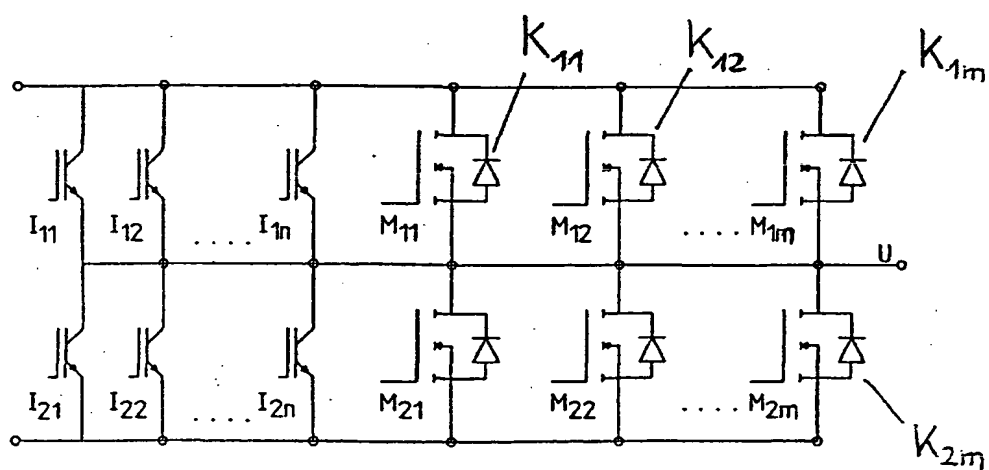 K11 K12 K1m
I11 I12 .... I1n M11 M12 .... M1m
U
I21 I22 .... I2n M21 M22 .... M2m
K2m